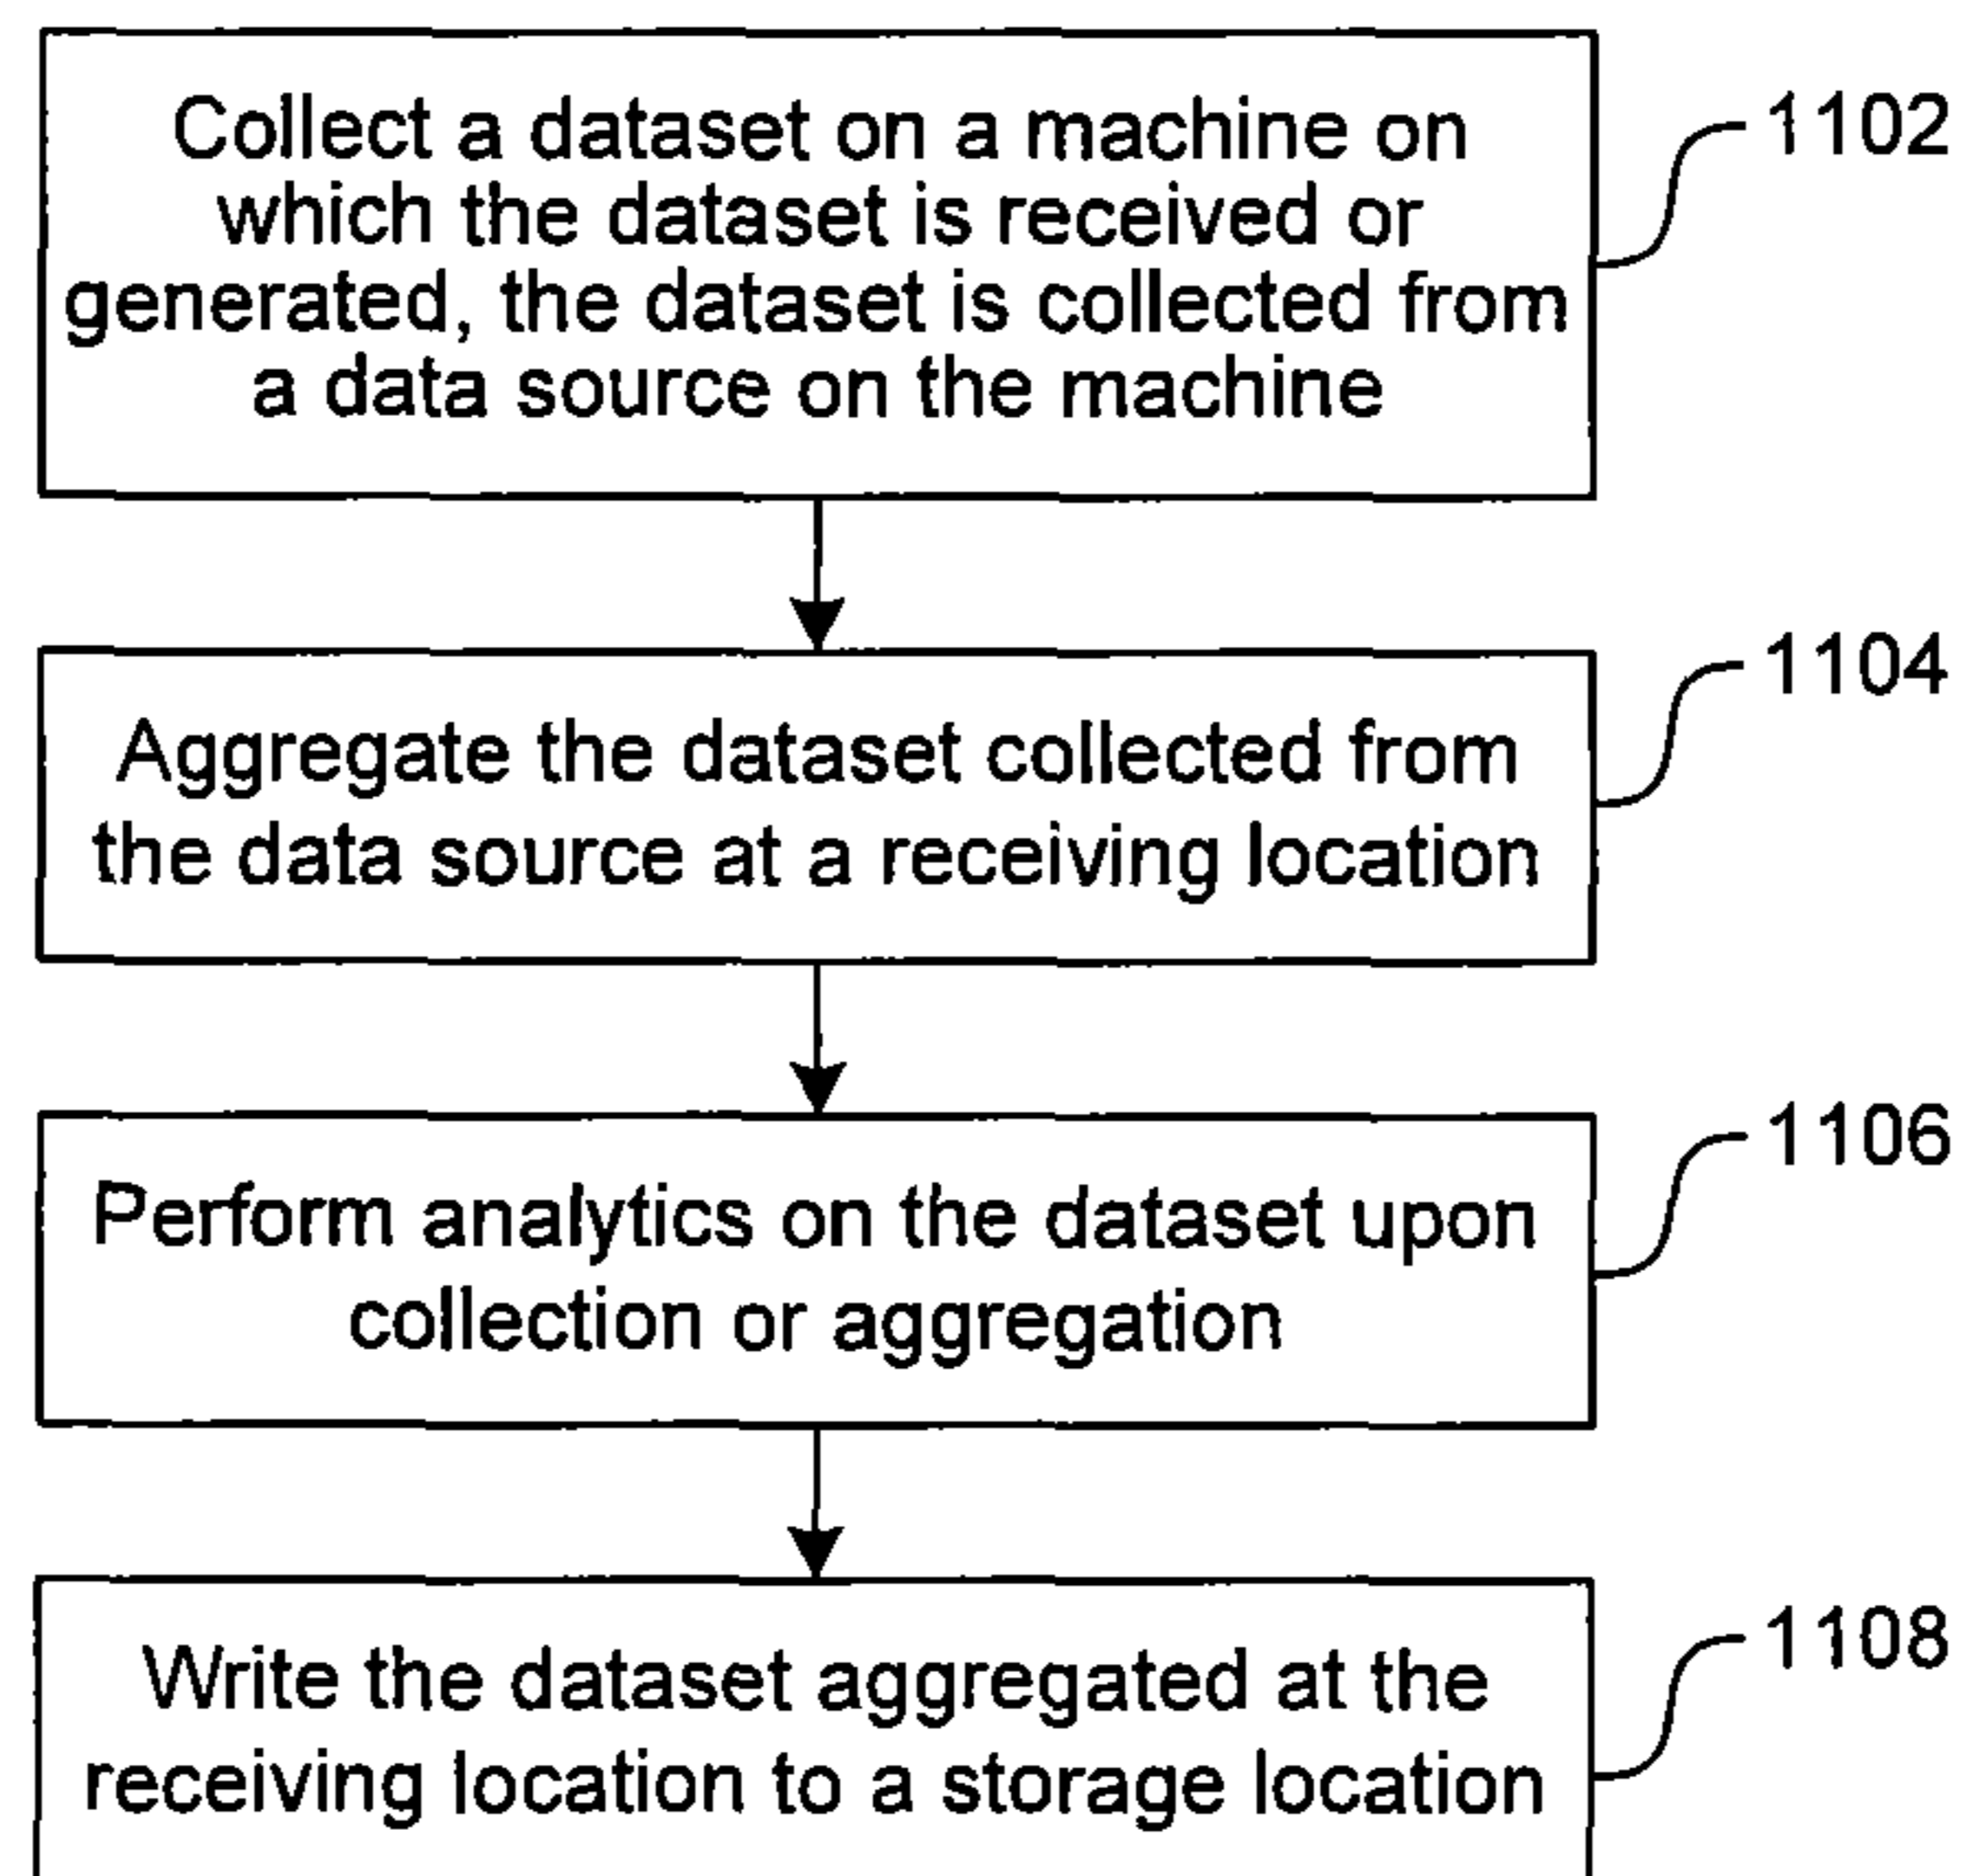 Collect a dataset on a machine on
which the dataset is received or
generated, the dataset is collected from
a data source on the machine
1102
Aggregate the dataset collected from
the data source at a receiving location
1104
Perform analytics on the dataset upon
collection or aggregation
1106
Write the dataset aggregated at the
receiving location to a storage location
1108